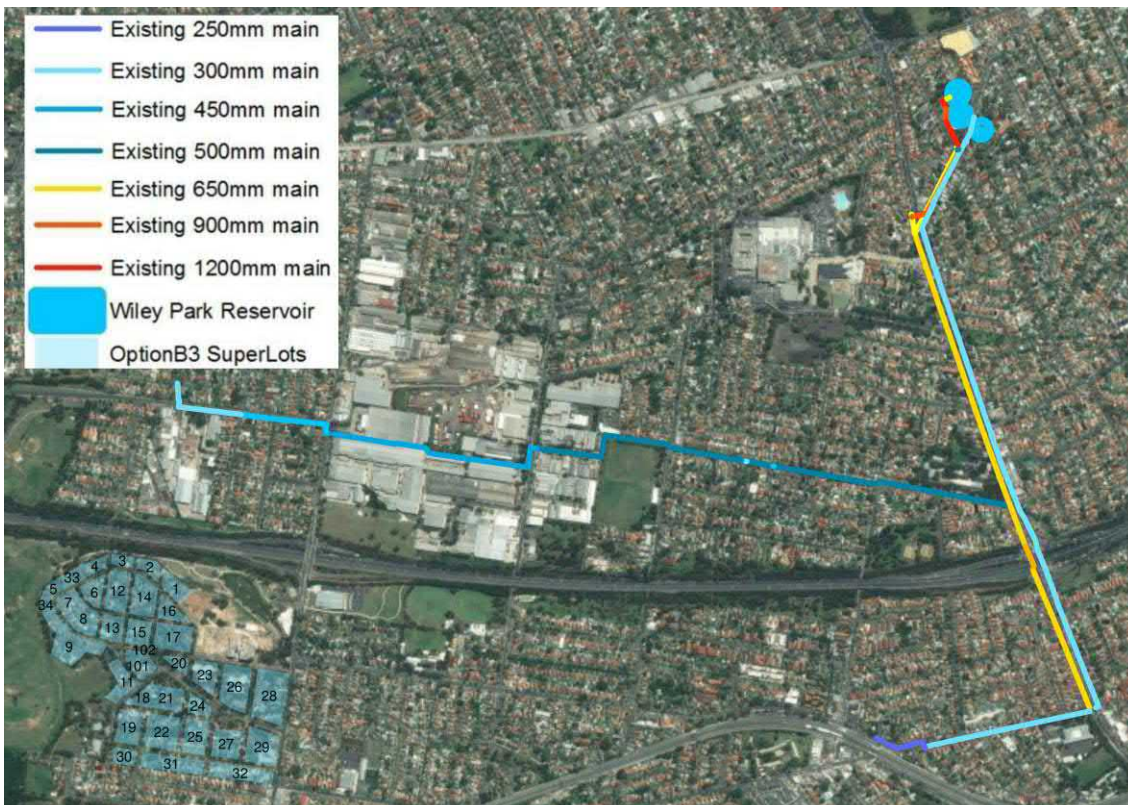 Existing 250mm main
Existing 300mm main
Existing 450mm main
Existing 500mm main
Existing 650mm main
Existing 900mm main
Existing 1200mm main
Wiley Park Reservoir
OptionB3 SuperLots
4 3 2
33
5 6 12 14 1
34 7 16
8 13 15 17
9 102
101 20
11 23
18 21 24 26 28
19 22 25 27 29
30 31 32